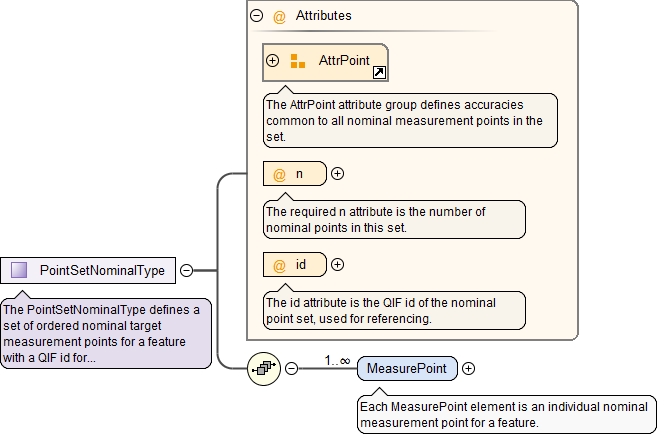 @ Attributes
AttrPoint
The AttrPoint attribute group defines accuracies
common to all nominal measurement points in the
set.
@ n
The required n attribute is the number of
nominal points in this set.
@ id
The id attribute is the QIF id of the nominal
point set, used for referencing.
PointSetNominalType
The PointSetNominalType defines a
set of ordered nominal target
measurement points for a feature
with a QIF id for...
1..∞
MeasurePoint
Each MeasurePoint element is an individual nominal
measurement point for a feature.